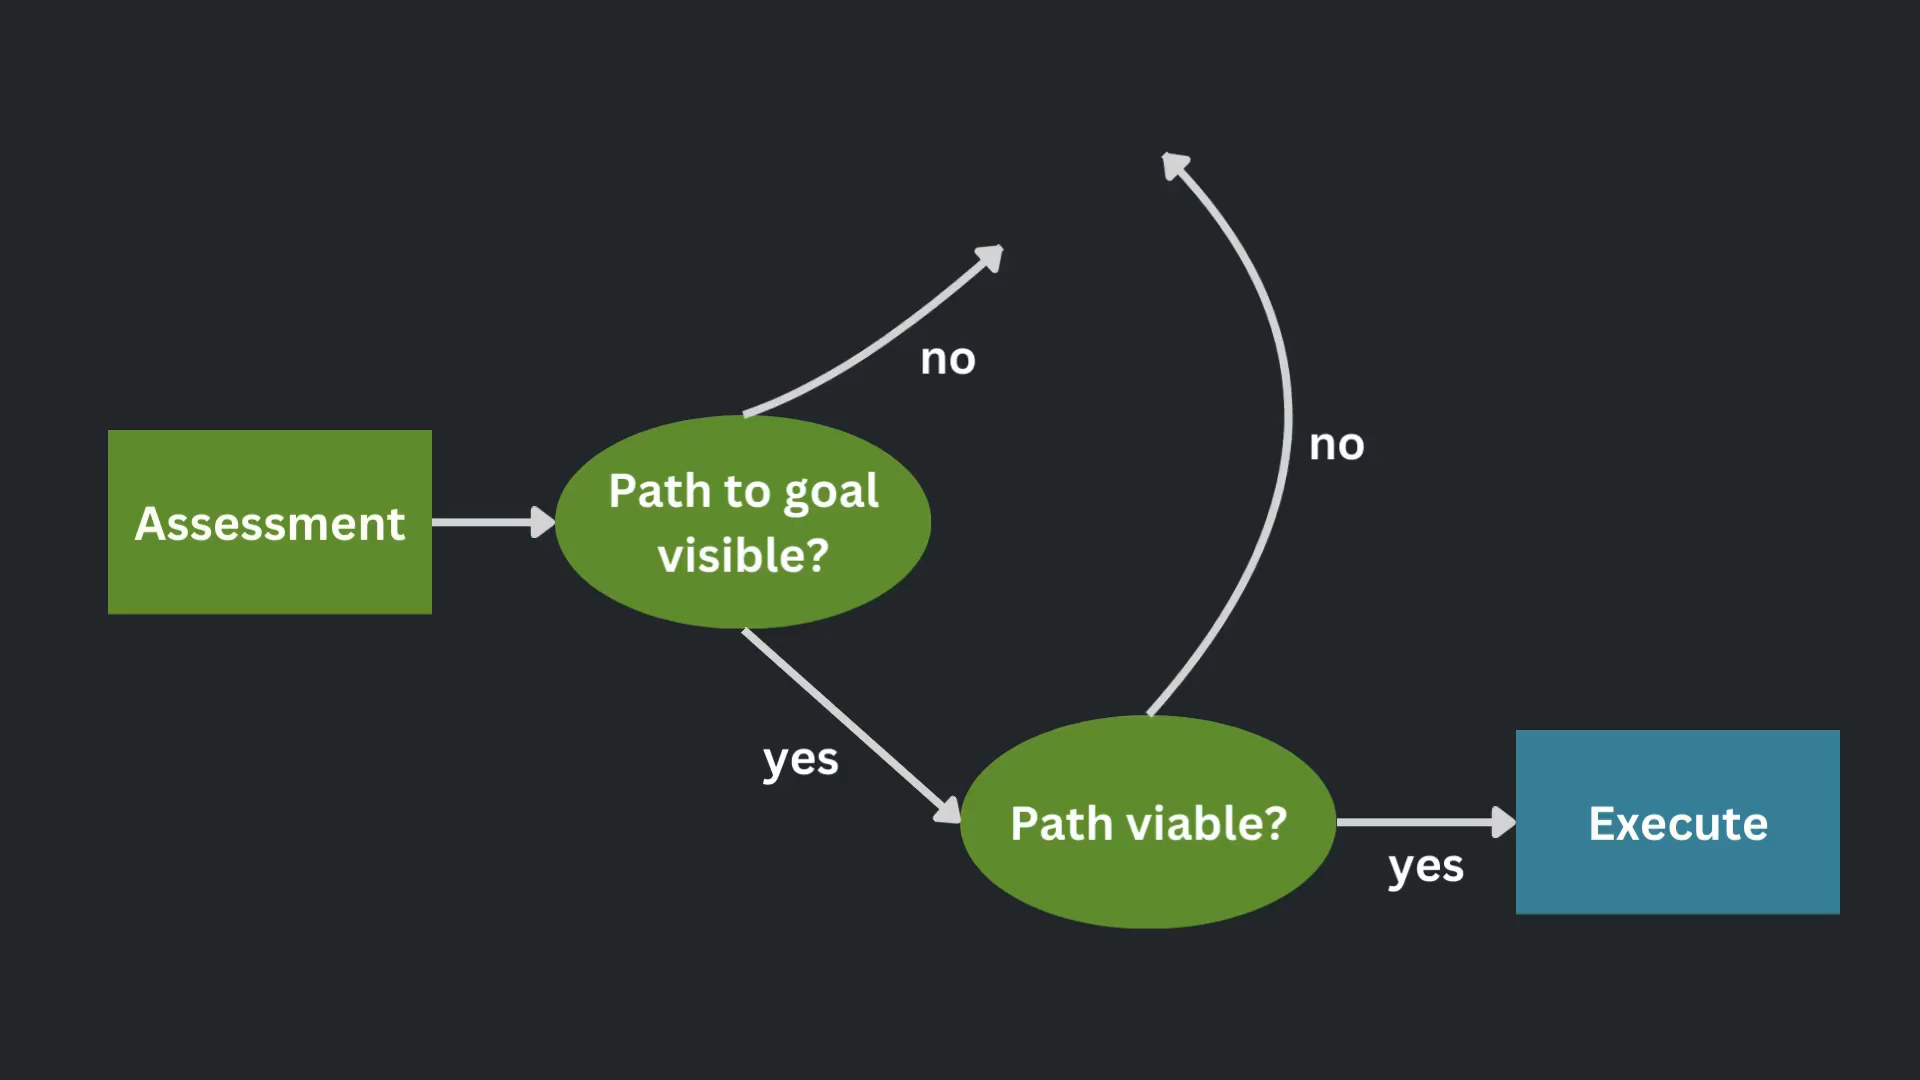 Assessment
Path to goal
visible?
no
yes
no
Path viable?
yes
Execute